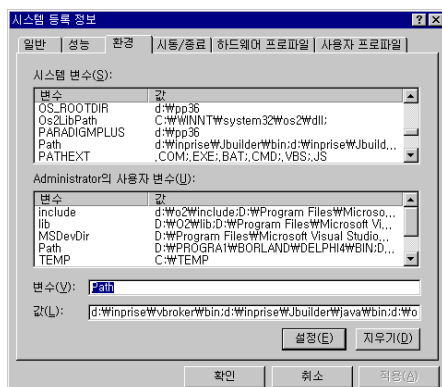 시스템 등록 정보
일반 성능 환경 시동/종료 하드웨어 프로파일 사용자 프로파일
시스템 변수(S):
변수 값
OS_ROOTDIR d:₩pp36
Os2LibPath C:₩WINNT₩system32₩os2₩dll;
PARADIGMPLUS d:₩pp36
Path d:₩inprise₩Jbuilder₩bin;d:₩inprise₩Jbuild...
PATHEXT .COM;.EXE;.BAT;.CMD;.VBS;.JS
Administrator의 사용자 변수(U):
변수 값
include d:₩o2₩include;D:₩Program Files₩Microso...
lib D:₩O2₩lib;D:₩Program Files₩Microsoft Vi...
MSDevDir D:₩Program Files₩Microsoft Visual Studio...
Path D:₩PROGRA1₩BORLAND₩DELPHI4₩BIN;D...
TEMP C:₩TEMP
변수(V): Path
값(L): d:₩inprise₩vbroker₩bin;d:₩inprise₩Jbuilder₩java₩bin;d:₩o
설정(E) 지우기(D)
확인 취소 적용(A)